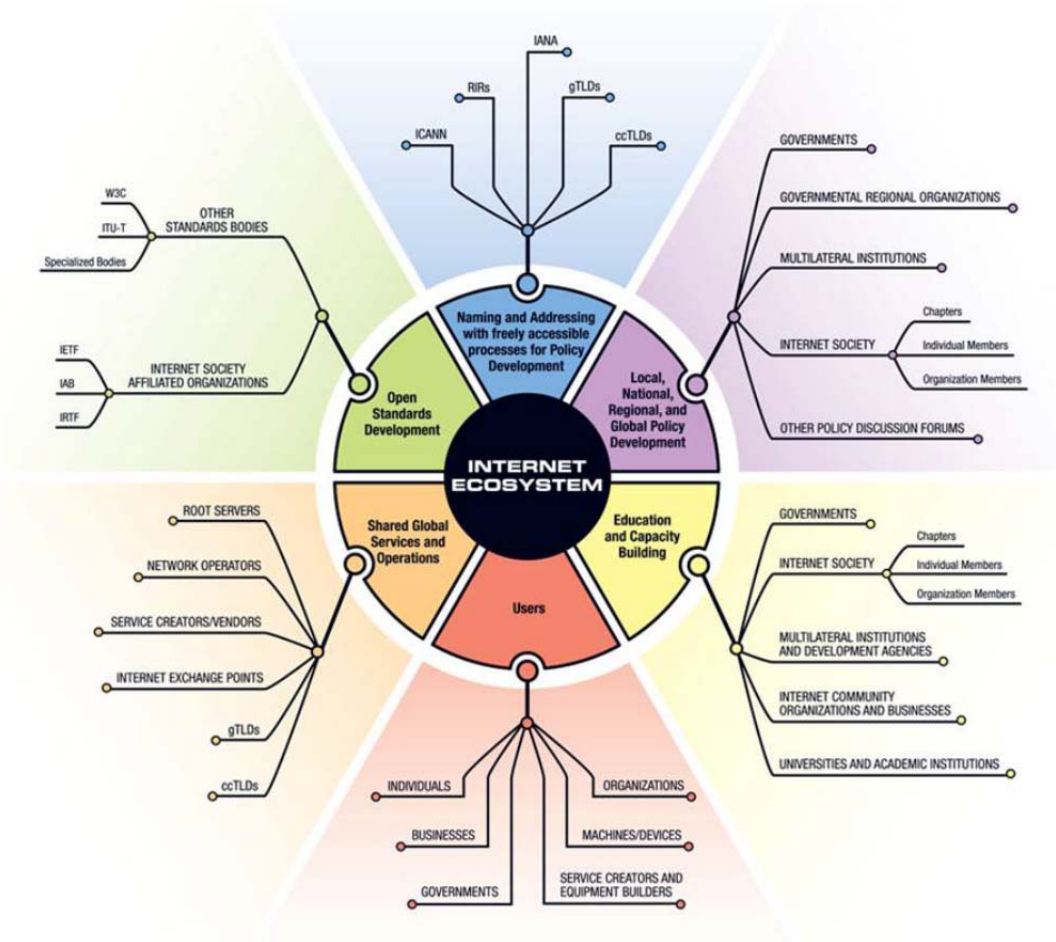 IANA
RIRs
gTLDs
ICANN
ccTLDs
Naming and Addressing
with freely accessible
processes for Policy
Development
GOVERNMENTS
GOVERNMENTAL REGIONAL ORGANIZATIONS
MULTILATERAL INSTITUTIONS
INTERNET SOCIETY
Chapters
Individual Members
Organization Members
OTHER POLICY DISCUSSION FORUMS
Local,
National,
Regional, and
Global Policy
Development
W3C
ITU-T
Specialized Bodies
OTHER
STANDARDS BODIES
IETF
IAB
IRTF
INTERNET SOCIETY
AFFILIATED ORGANIZATIONS
Open
Standards
Development
INTERNET
ECOSYSTEM
Shared Global
Services and
Operations
ROOT SERVERS
NETWORK OPERATORS
SERVICE CREATORS/VENDORS
INTERNET EXCHANGE POINTS
gTLDs
ccTLDs
Education
and Capacity
Building
GOVERNMENTS
INTERNET SOCIETY
Chapters
Individual Members
Organization Members
MULTILATERAL INSTITUTIONS
AND DEVELOPMENT AGENCIES
INTERNET COMMUNITY
ORGANIZATIONS AND BUSINESSES
UNIVERSITIES AND ACADEMIC INSTITUTIONS
Users
INDIVIDUALS
BUSINESSES
GOVERNMENTS
ORGANIZATIONS
MACHINES/DEVICES
SERVICE CREATORS AND
EQUIPMENT BUILDERS